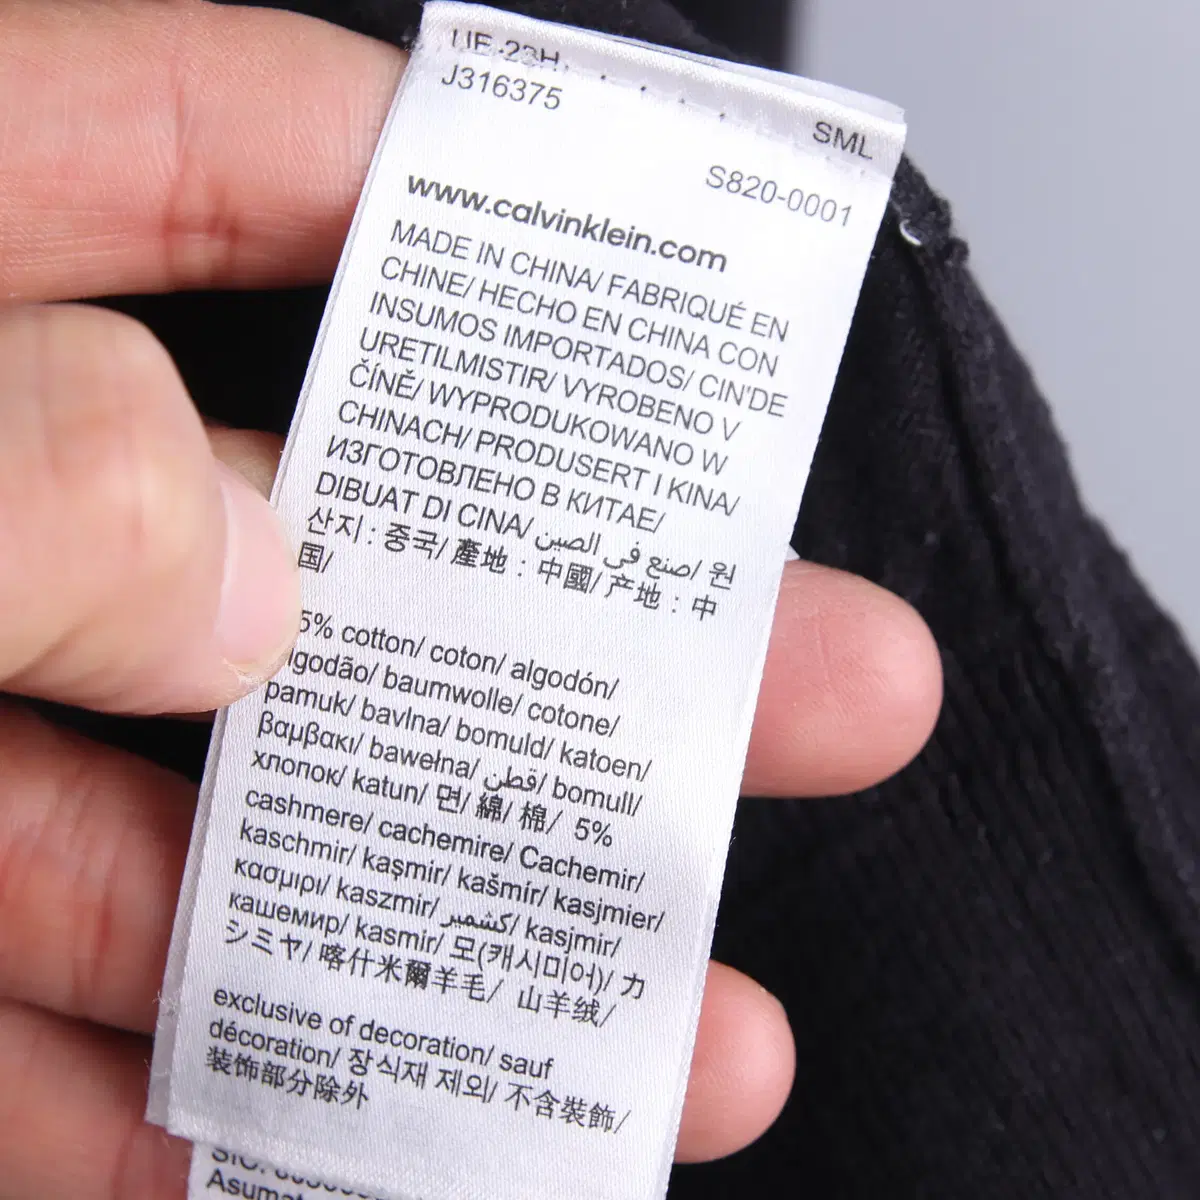 J316375
SML
S820-0001
www.calvinklein.com
MADE IN CHINA/ FABRIQUÉ EN
CHINE/ HECHO EN CHINA CON
INSUMOS IMPORTADOS/ CIN'DE
URETILMISTIR/ VYROBENO V
ČÍNĚ/ WYPRODUKOWANO W
CHINACH/ PRODUSERT I KINA/
ИЗГОТОВЛЕНО В КИТАЕ/
DIBUAT DI CINA/ صنع في الصين/ 원
산지 : 중국/ 產地 : 中國/ 产地 : 中
国/
5% cotton/ coton/ algodón/
lgodão/ baumwolle/ cotone/
pamuk/ bavlna/ bomuld/ katoen/
βαμβακι/ bawełna/ قطن/ bomull/
хлопок/ katun/ 면/ 綿/ 棉/ 5%
cashmere/ cachemire/ Cachemir/
kaschmir/ kaşmir/ kašmír/ kasjmier/
κασμιρι/ kaszmir/ كشمير/ kasjmir/
кашемир/ kasmir/ 모(캐시미어)/ カ
シミヤ/ 喀什米爾羊毛/ 山羊绒/
exclusive of decoration/ sauf
décoration/ 장식재 제외/ 不含裝飾/
装饰部分除外